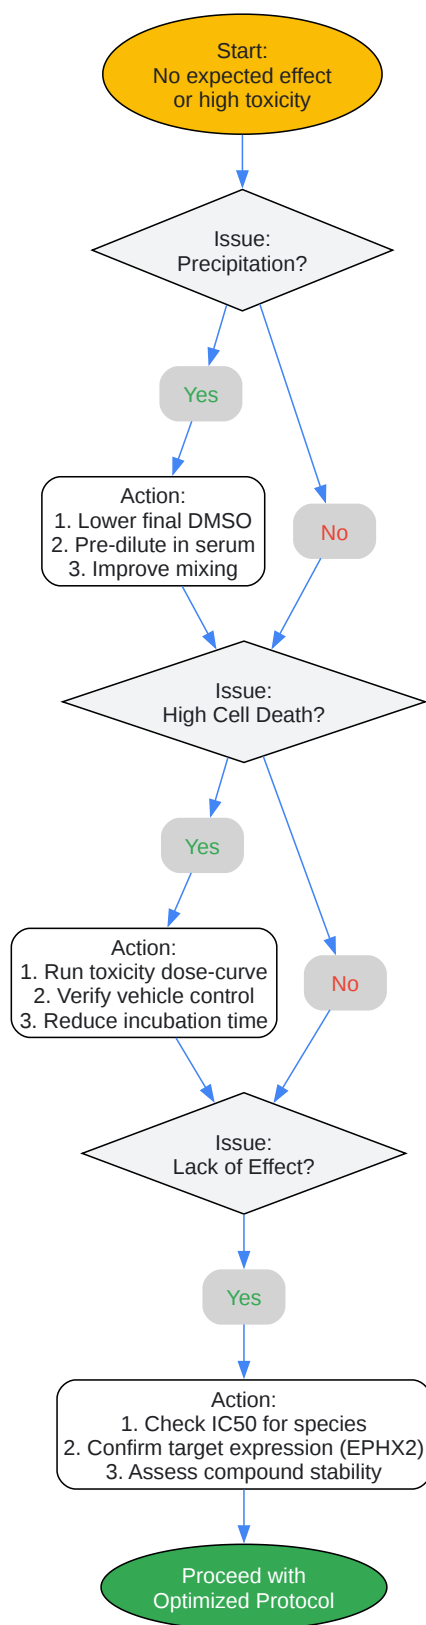 Start:
No expected effect
or high toxicity
Issue:
Precipitation?
Yes
Action:
1. Lower final DMSO
2. Pre-dilute in serum
3. Improve mixing
No
Issue:
High Cell Death?
Yes
Action:
1. Run toxicity dose-curve
2. Verify vehicle control
3. Reduce incubation time
No
Issue:
Lack of Effect?
Yes
Action:
1. Check IC50 for species
2. Confirm target expression (EPHX2)
3. Assess compound stability
Proceed with
Optimized Protocol